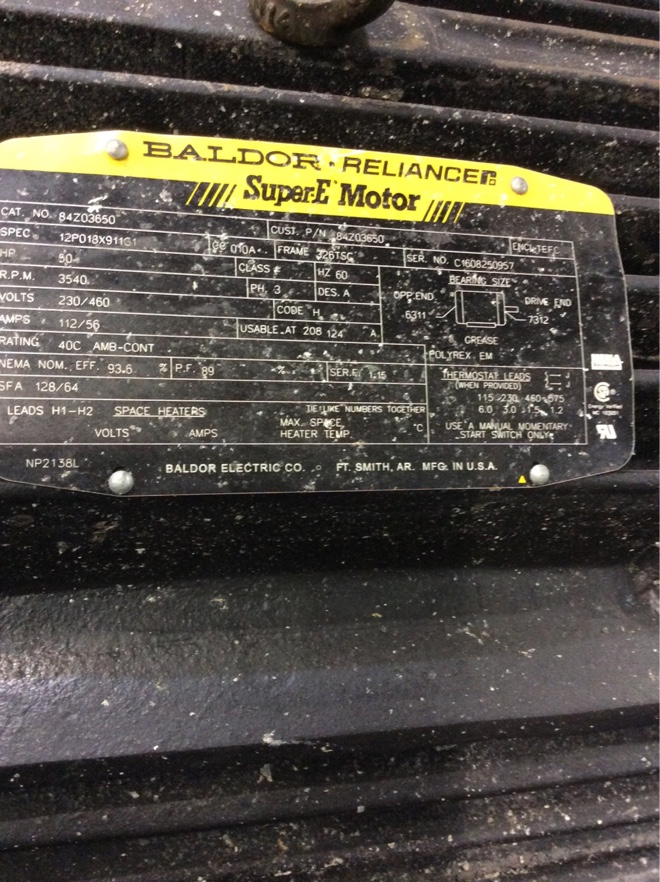 BALDOR · RELIANCE
Super-E Motor
CAT. NO. 84Z03650 CUST. P/N 84Z03650
SPEC 12P018X911G1 CC 010A FRAME 326TSC ENCL TEFC
HP 50 CLASS F HZ 60 SER. NO. C1608250957
R.P.M. 3540 PH. 3 DES. A BEARING SIZE
VOLTS 230/460 CODE H OPP.END DRIVE END
AMPS 112/56 USABLE AT 208 124 A 6311 7312
RATING 40C AMB-CONT GREASE
POLYREX EM
NEMA NOM. EFF. 93.6 % P.F. 89 % SER.F. 1.15 THERMOSTAT LEADS
(WHEN PROVIDED)
SFA 128/64 115 230 460 575
LEADS H1-H2 SPACE HEATERS TIE LIKE NUMBERS TOGETHER 6.0 3.0 1.5 1.2
VOLTS AMPS MAX. SPACE HEATER TEMP. °C USE A MANUAL MOMENTARY
START SWITCH ONLY
NP2138L BALDOR ELECTRIC CO. FT. SMITH, AR. MFG. IN U.S.A.